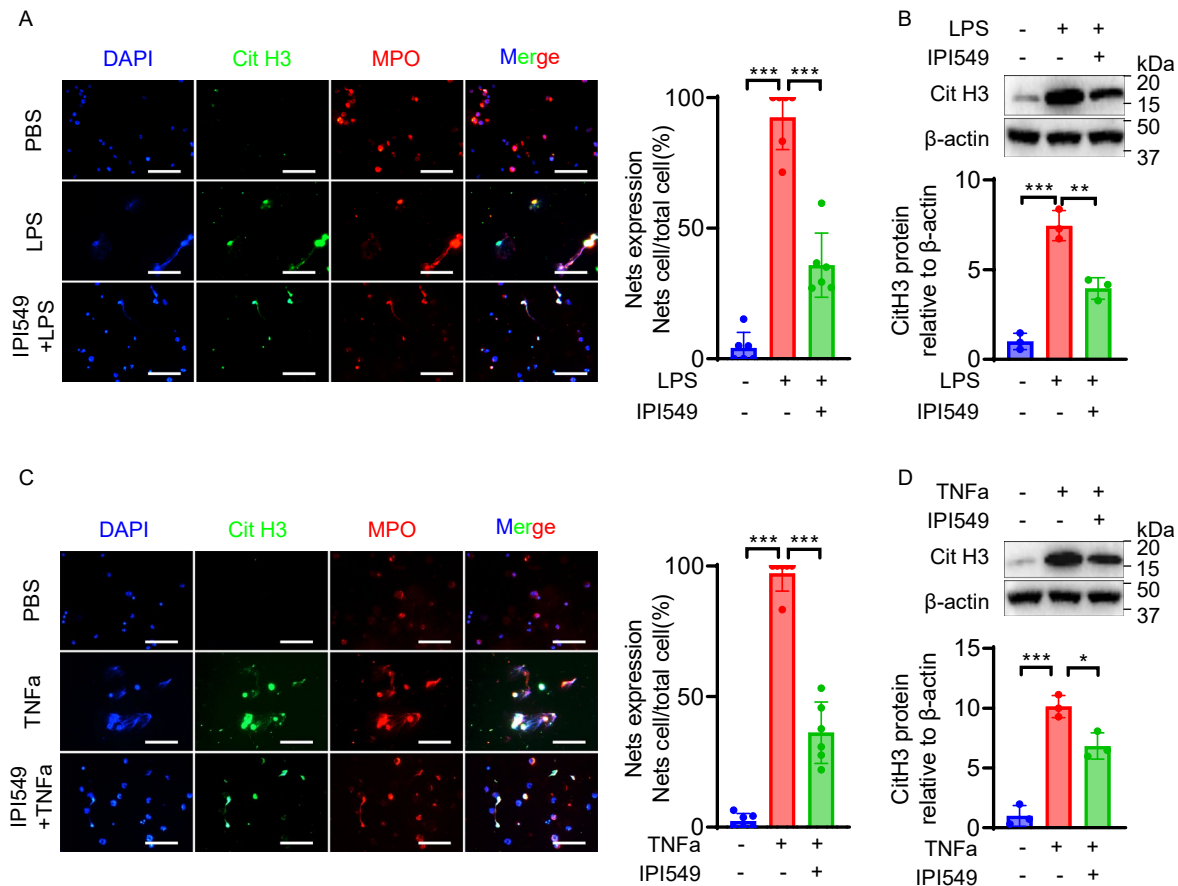 A
DAPI Cit H3 MPO Merge
PBS
LPS
IPI549
+LPS
Nets expression
Nets cell/total cell(%)
100
50
0
*** ***
LPS - + +
IPI549 - - +
B
LPS - + +
IPI549 - - +
kDa
Cit H3
20
15
β-actin
50
37
CitH3 protein
relative to β-actin
10
5
0
*** **
LPS - + +
IPI549 - - +
C
DAPI Cit H3 MPO Merge
PBS
TNFa
IPI549
+TNFa
Nets expression
Nets cell/total cell(%)
100
50
0
*** ***
TNFa - + +
IPI549 - - +
D
TNFa - + +
IPI549 - - +
kDa
Cit H3
20
15
β-actin
50
37
CitH3 protein
relative to β-actin
15
10
5
0
*** *
TNFa - + +
IPI549 - - +